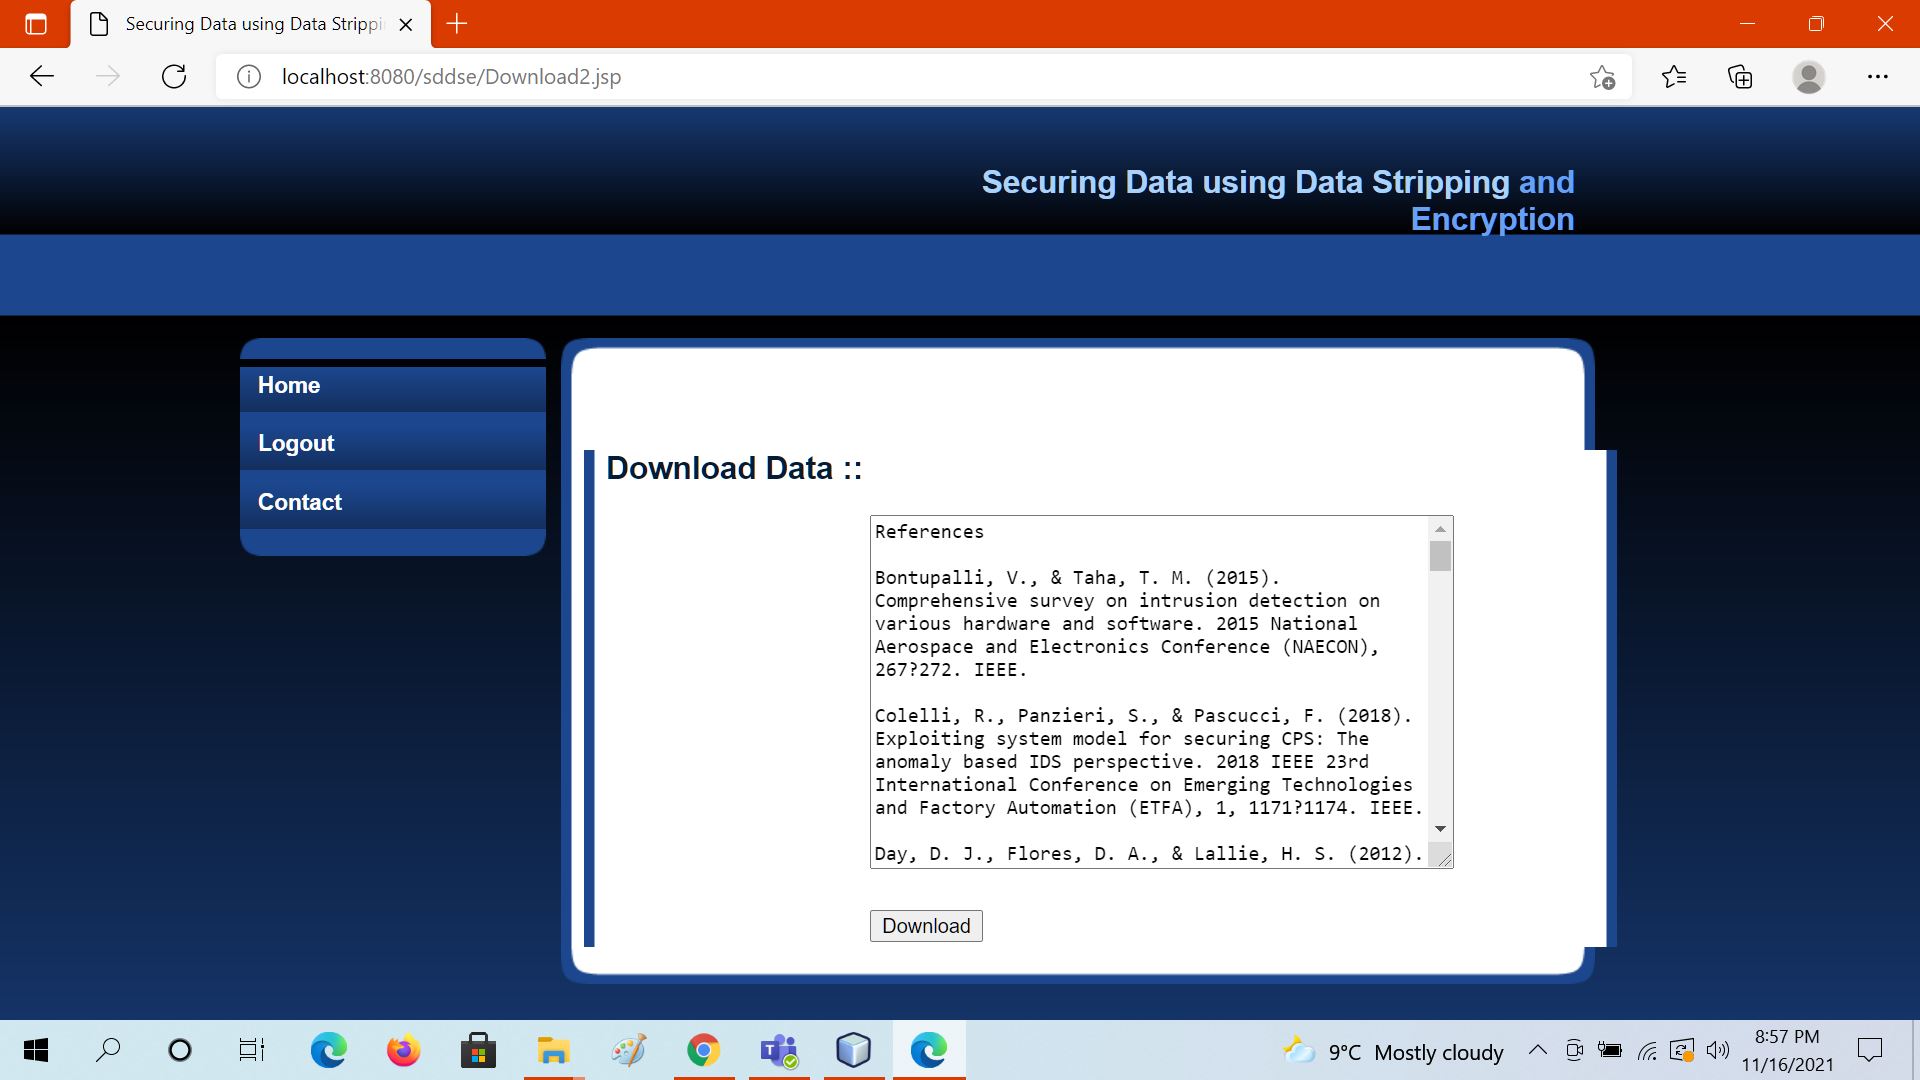 Securing Data using Data Strippi
localhost:8080/sddse/Download2.jsp
Securing Data using Data Stripping and
Encryption
Home
Logout
Contact
Download Data ::
References
Bontupalli, V., & Taha, T. M. (2015).
Comprehensive survey on intrusion detection on
various hardware and software. 2015 National
Aerospace and Electronics Conference (NAECON),
267?272. IEEE.
Colelli, R., Panzieri, S., & Pascucci, F. (2018).
Exploiting system model for securing CPS: The
anomaly based IDS perspective. 2018 IEEE 23rd
International Conference on Emerging Technologies
and Factory Automation (ETFA), 1, 1171?1174. IEEE.
Day, D. J., Flores, D. A., & Lallie, H. S. (2012).
Download
9°C Mostly cloudy
8:57 PM
11/16/2021